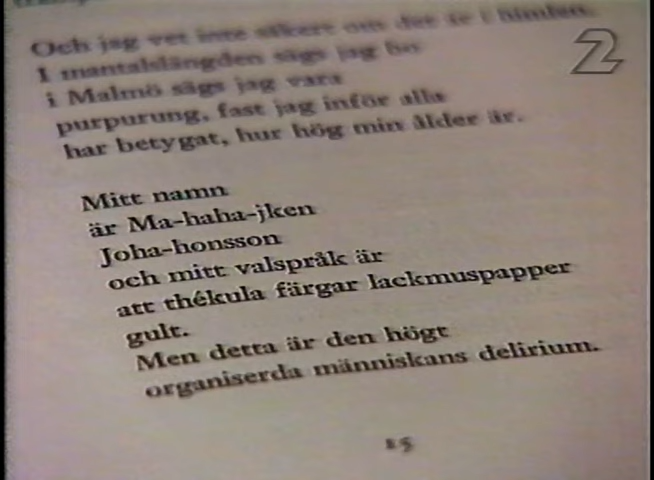 Och jag vet inte säkert om det är i himlen.
I mantalslängden sägs jag bo
i Malmö sägs jag vara
purpurung, fast jag inför alla
har betygat, hur hög min ålder är.
Mitt namn
är Ma-haha-jken
Joha-honsson
och mitt valspråk är
att thékula färgar lackmuspapper
gult.
Men detta är den högt
organiserda människans delirium.
15
2